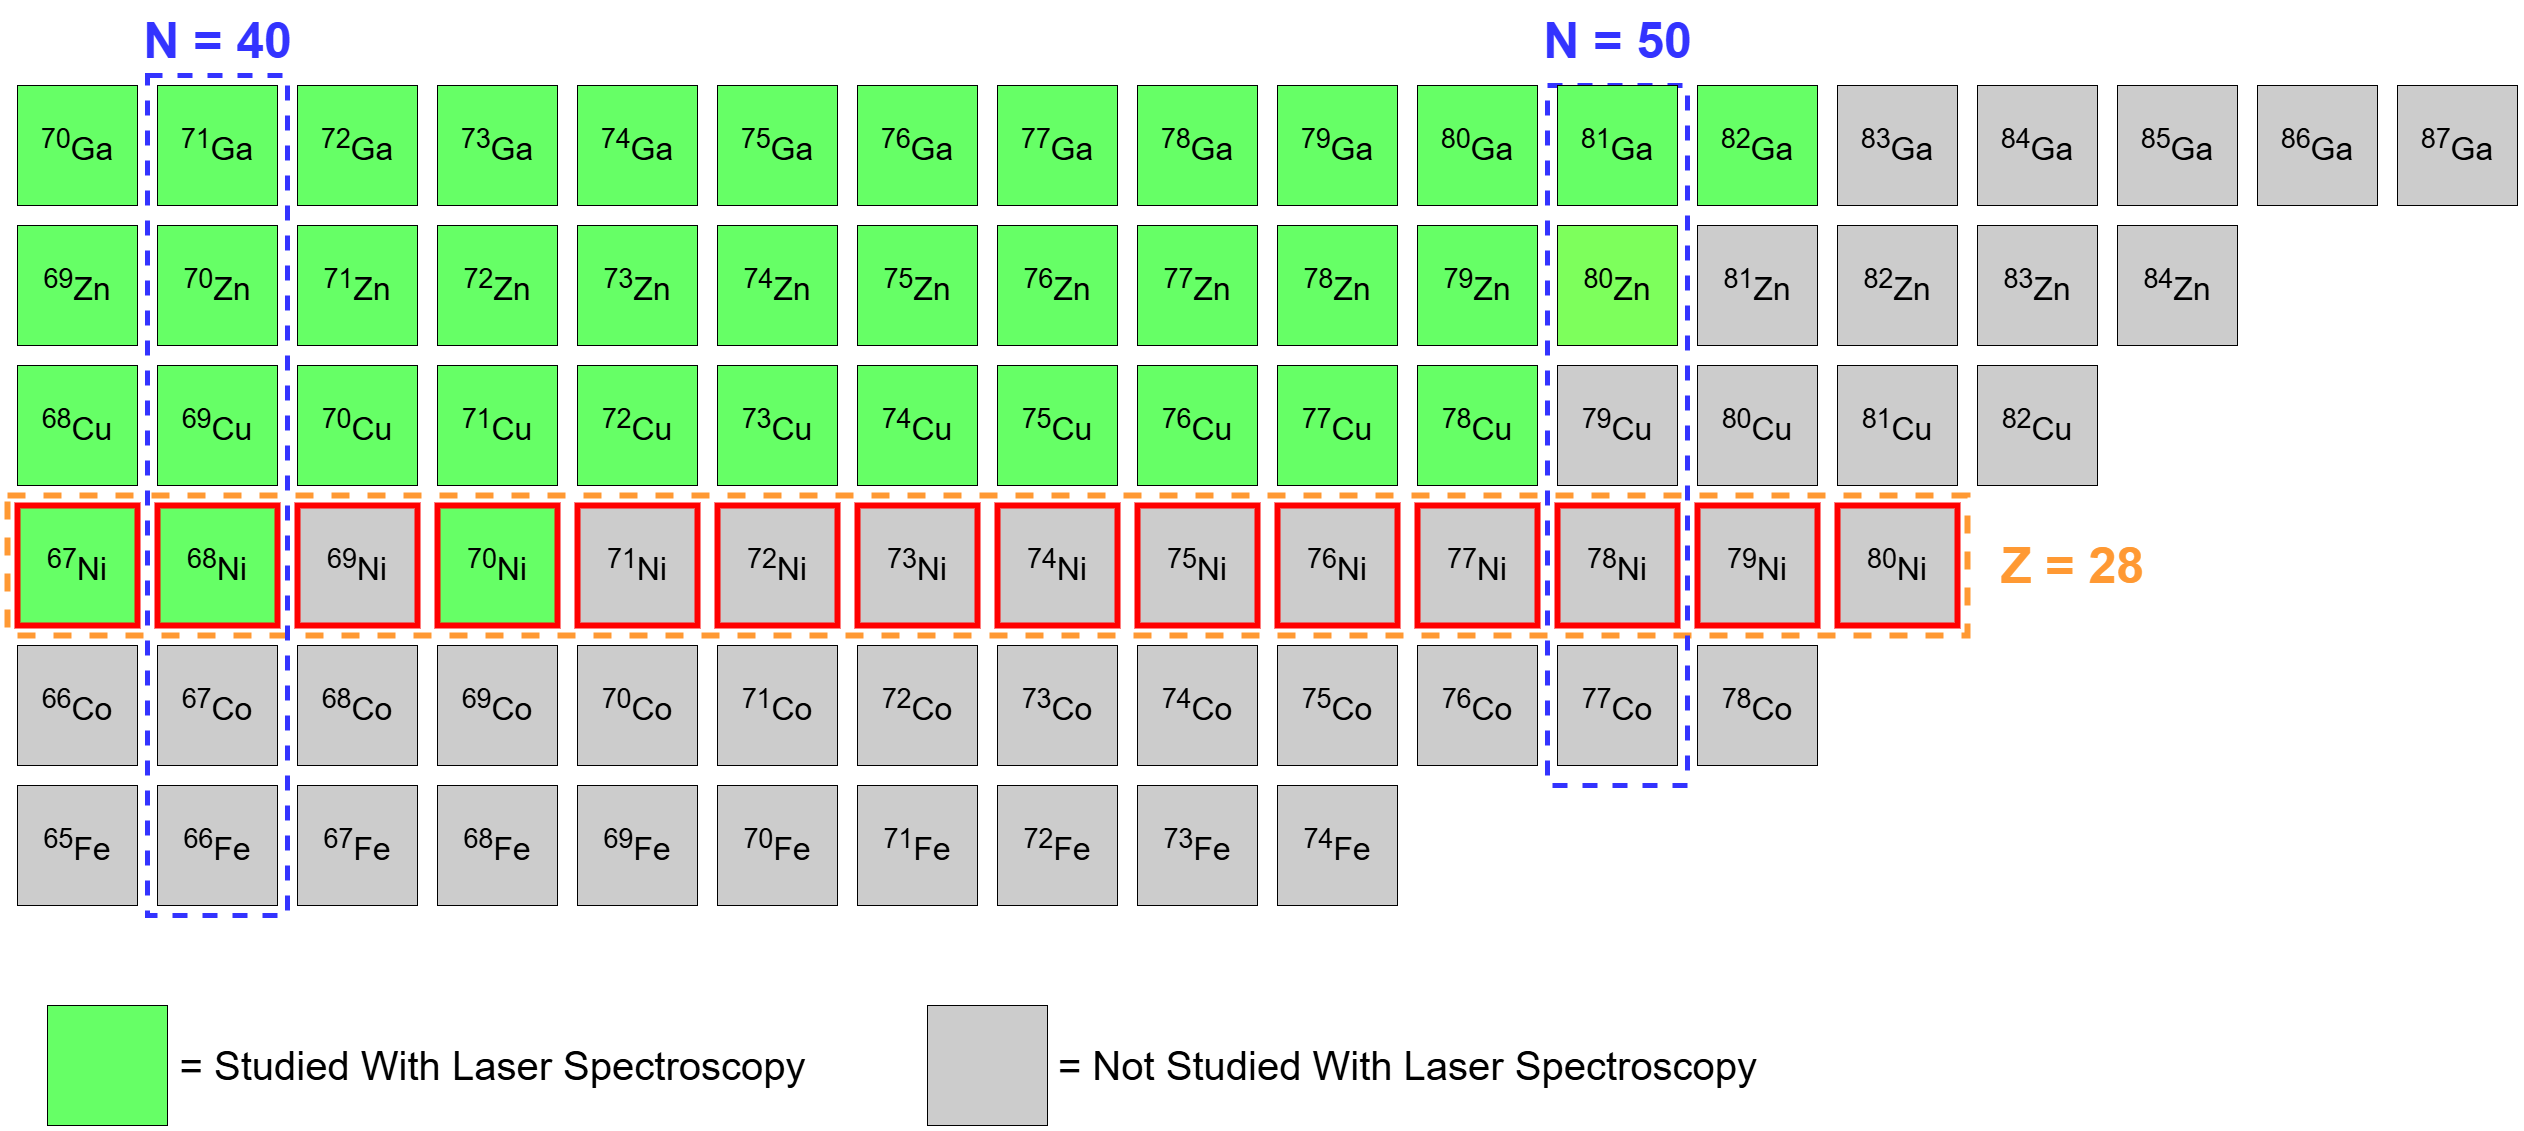 N = 40 N = 50
⁷⁰Ga ⁷¹Ga ⁷²Ga ⁷³Ga ⁷⁴Ga ⁷⁵Ga ⁷⁶Ga ⁷⁷Ga ⁷⁸Ga ⁷⁹Ga ⁸⁰Ga ⁸¹Ga ⁸²Ga ⁸³Ga ⁸⁴Ga ⁸⁵Ga ⁸⁶Ga ⁸⁷Ga
⁶⁹Zn ⁷⁰Zn ⁷¹Zn ⁷²Zn ⁷³Zn ⁷⁴Zn ⁷⁵Zn ⁷⁶Zn ⁷⁷Zn ⁷⁸Zn ⁷⁹Zn ⁸⁰Zn ⁸¹Zn ⁸²Zn ⁸³Zn ⁸⁴Zn
⁶⁸Cu ⁶⁹Cu ⁷⁰Cu ⁷¹Cu ⁷²Cu ⁷³Cu ⁷⁴Cu ⁷⁵Cu ⁷⁶Cu ⁷⁷Cu ⁷⁸Cu ⁷⁹Cu ⁸⁰Cu ⁸¹Cu ⁸²Cu
⁶⁷Ni ⁶⁸Ni ⁶⁹Ni ⁷⁰Ni ⁷¹Ni ⁷²Ni ⁷³Ni ⁷⁴Ni ⁷⁵Ni ⁷⁶Ni ⁷⁷Ni ⁷⁸Ni ⁷⁹Ni ⁸⁰Ni Z = 28
⁶⁶Co ⁶⁷Co ⁶⁸Co ⁶⁹Co ⁷⁰Co ⁷¹Co ⁷²Co ⁷³Co ⁷⁴Co ⁷⁵Co ⁷⁶Co ⁷⁷Co ⁷⁸Co
⁶⁵Fe ⁶⁶Fe ⁶⁷Fe ⁶⁸Fe ⁶⁹Fe ⁷⁰Fe ⁷¹Fe ⁷²Fe ⁷³Fe ⁷⁴Fe
= Studied With Laser Spectroscopy = Not Studied With Laser Spectroscopy